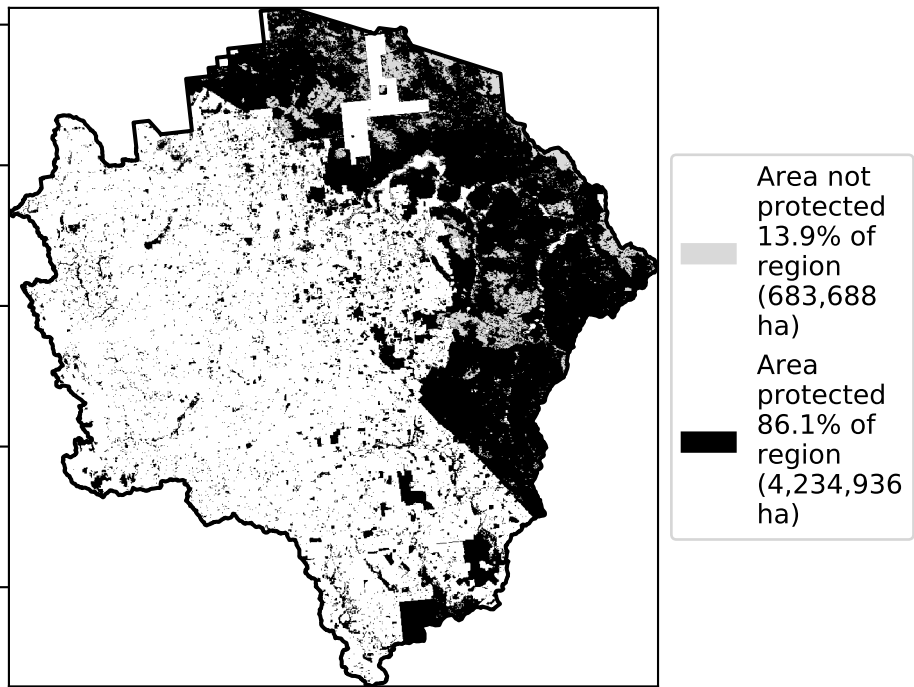 Area not
protected
13.9% of
region
(683,688
ha)
Area
protected
86.1% of
region
(4,234,936
ha)